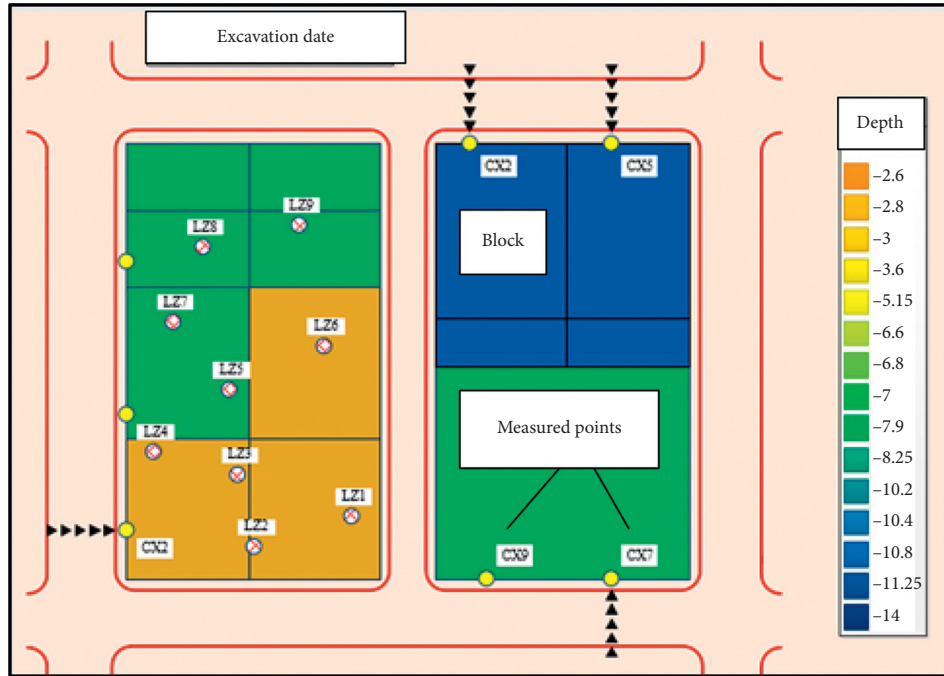 Excavation date
CX2
CX5
Depth
−2.6
−2.8
−3
−3.6
−5.15
−6.6
−6.8
−7
−7.9
−8.25
−10.2
−10.4
−10.8
−11.25
−14
LZ9
LZ8
Block
LZ7
LZ6
LZ5
LZ4
Measured points
LZ3
LZ1
LZ2
CX2
CX9
CX7